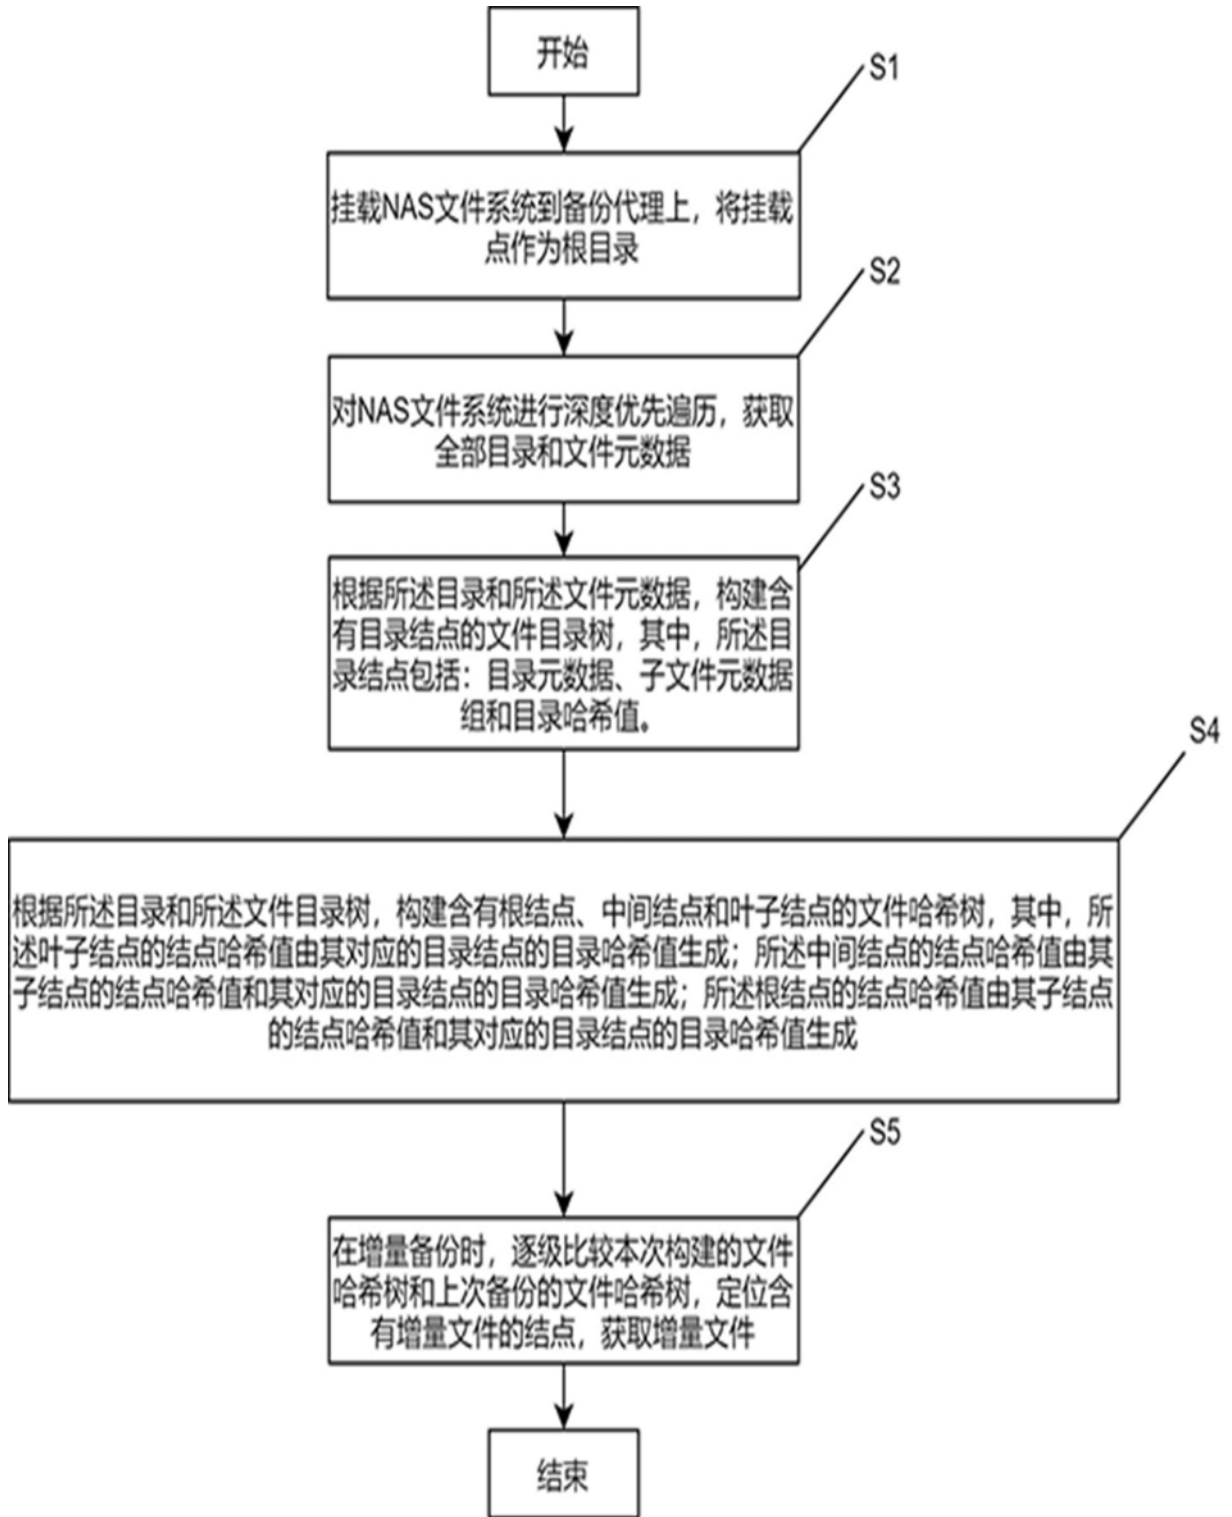 开始
S1
挂载NAS文件系统到备份代理上，将挂载
点作为根目录
S2
对NAS文件系统进行深度优先遍历，获取
全部目录和文件元数据
S3
根据所述目录和所述文件元数据，构建含
有目录结点的文件目录树，其中，所述目
录结点包括：目录元数据、子文件元数据
组和目录哈希值。
S4
根据所述目录和所述文件目录树，构建含有根结点、中间结点和叶子结点的文件哈希树，其中，所
述叶子结点的结点哈希值由其对应的目录结点的目录哈希值生成；所述中间结点的结点哈希值由其
子结点的结点哈希值和其对应的目录结点的目录哈希值生成；所述根结点的结点哈希值由其子结点
的结点哈希值和其对应的目录结点的目录哈希值生成
S5
在增量备份时，逐级比较本次构建的文件
哈希树和上次备份的文件哈希树，定位含
有增量文件的结点，获取增量文件
结束